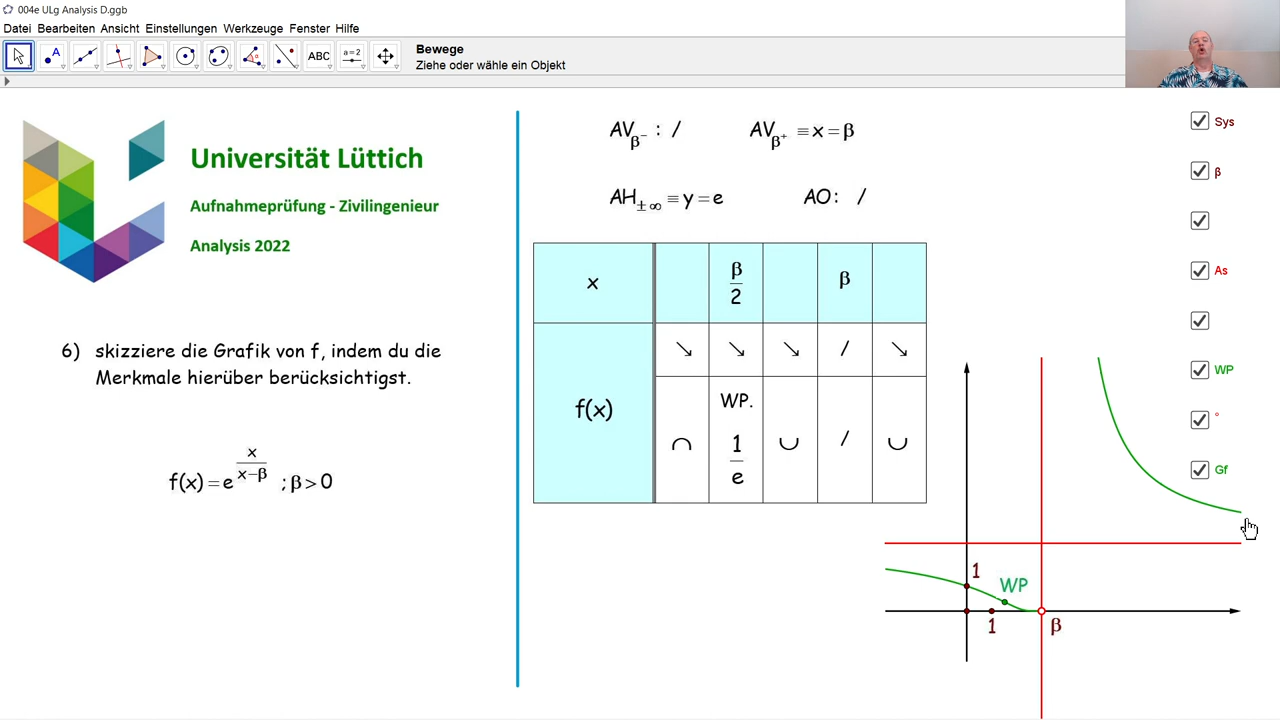 004e ULg Analysis D.ggb
Datei Bearbeiten Ansicht Einstellungen Werkzeuge Fenster Hilfe
A
ABC
a=2
Bewege
Ziehe oder wähle ein Objekt
Universität Lüttich
Aufnahmeprüfung - Zivilingenieur
Analysis 2022
6) skizziere die Grafik von f, indem du die
Merkmale hierüber berücksichtigst.
f(x) = e^(x/(x−β)) ; β > 0
AV_β⁻ : / AV_β⁺ ≡ x = β
AH_±∞ ≡ y = e AO: /
x β/2 β
f(x) ↘ ↘ ↘ / ↘
∩ WP. 1/e ∪ / ∪
Sys
β
As
WP
°
Gf
1
WP
1
β